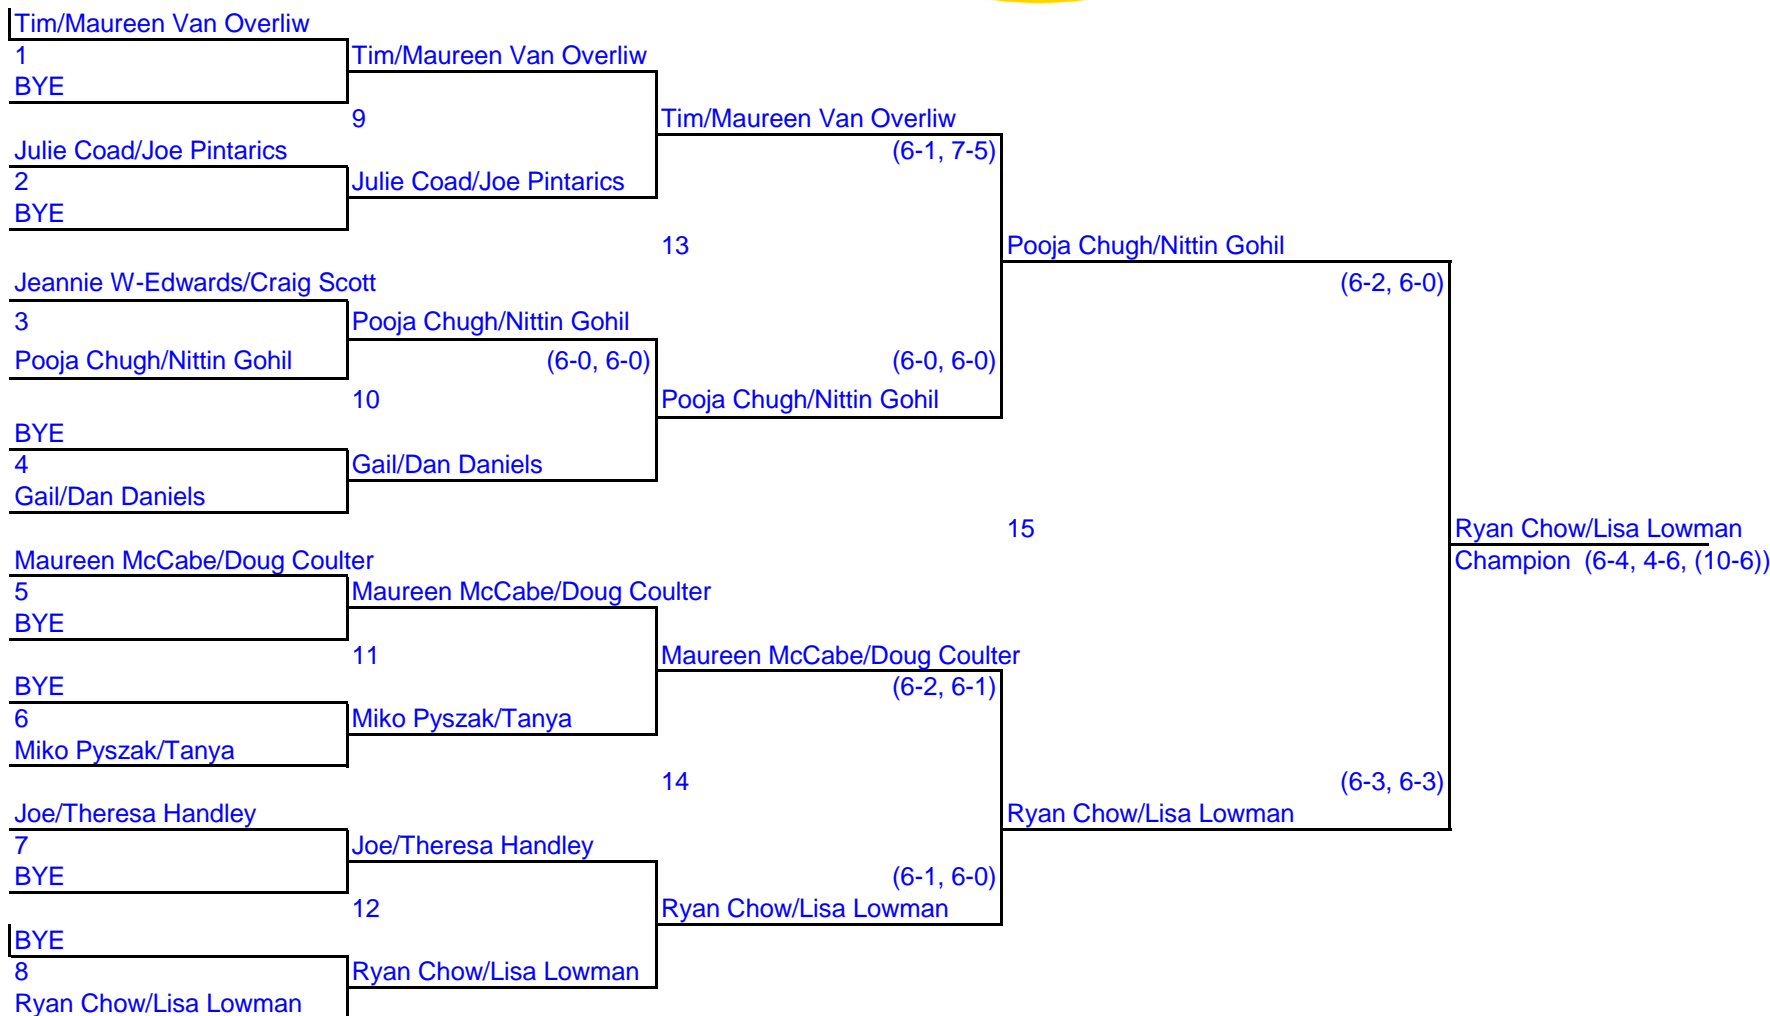 Tim/Maureen Van Overliw
1
Tim/Maureen Van Overliw
BYE
9
Tim/Maureen Van Overliw
Julie Coad/Joe Pintarics
(6-1, 7-5)
2
Julie Coad/Joe Pintarics
BYE
13
Pooja Chugh/Nittin Gohil
Jeannie W-Edwards/Craig Scott
(6-2, 6-0)
3
Pooja Chugh/Nittin Gohil
Pooja Chugh/Nittin Gohil
(6-0, 6-0)
(6-0, 6-0)
10
Pooja Chugh/Nittin Gohil
BYE
4
Gail/Dan Daniels
Gail/Dan Daniels
15
Ryan Chow/Lisa Lowman
Maureen McCabe/Doug Coulter
Champion (6-4, 4-6, (10-6))
5
Maureen McCabe/Doug Coulter
BYE
11
Maureen McCabe/Doug Coulter
BYE
(6-2, 6-1)
6
Miko Pyszak/Tanya
Miko Pyszak/Tanya
14
(6-3, 6-3)
Joe/Theresa Handley
Ryan Chow/Lisa Lowman
7
Joe/Theresa Handley
BYE
(6-1, 6-0)
12
Ryan Chow/Lisa Lowman
BYE
8
Ryan Chow/Lisa Lowman
Ryan Chow/Lisa Lowman